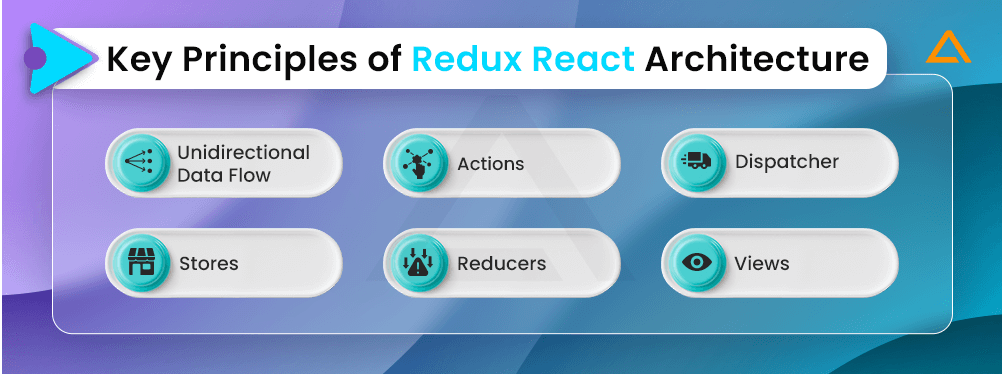 Key Principles of Redux React Architecture
Unidirectional
Data Flow
Actions
Dispatcher
Stores
Reducers
Views